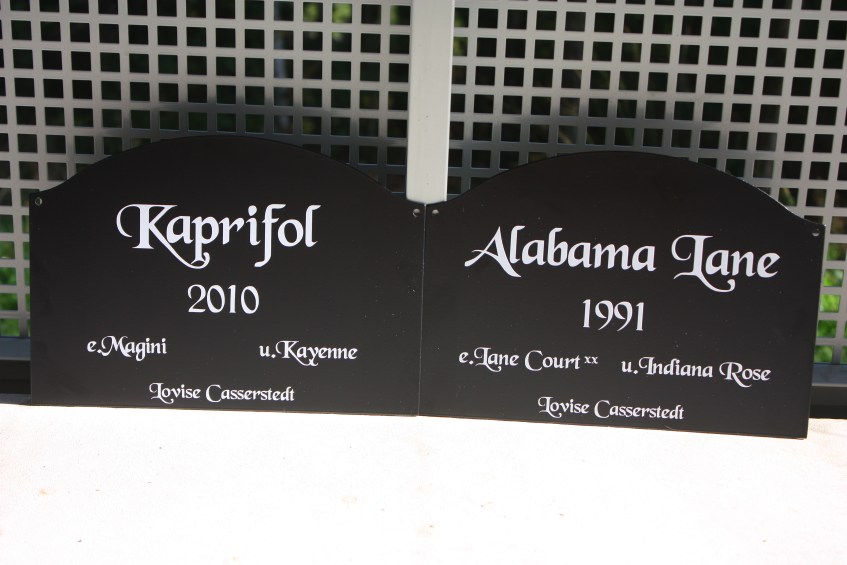 Kaprifol
2010
e.Magini u.Kayenne
Lovise Casserstedt
Alabama Lane
1991
e.Lane Court xx u.Indiana Rose
Lovise Casserstedt